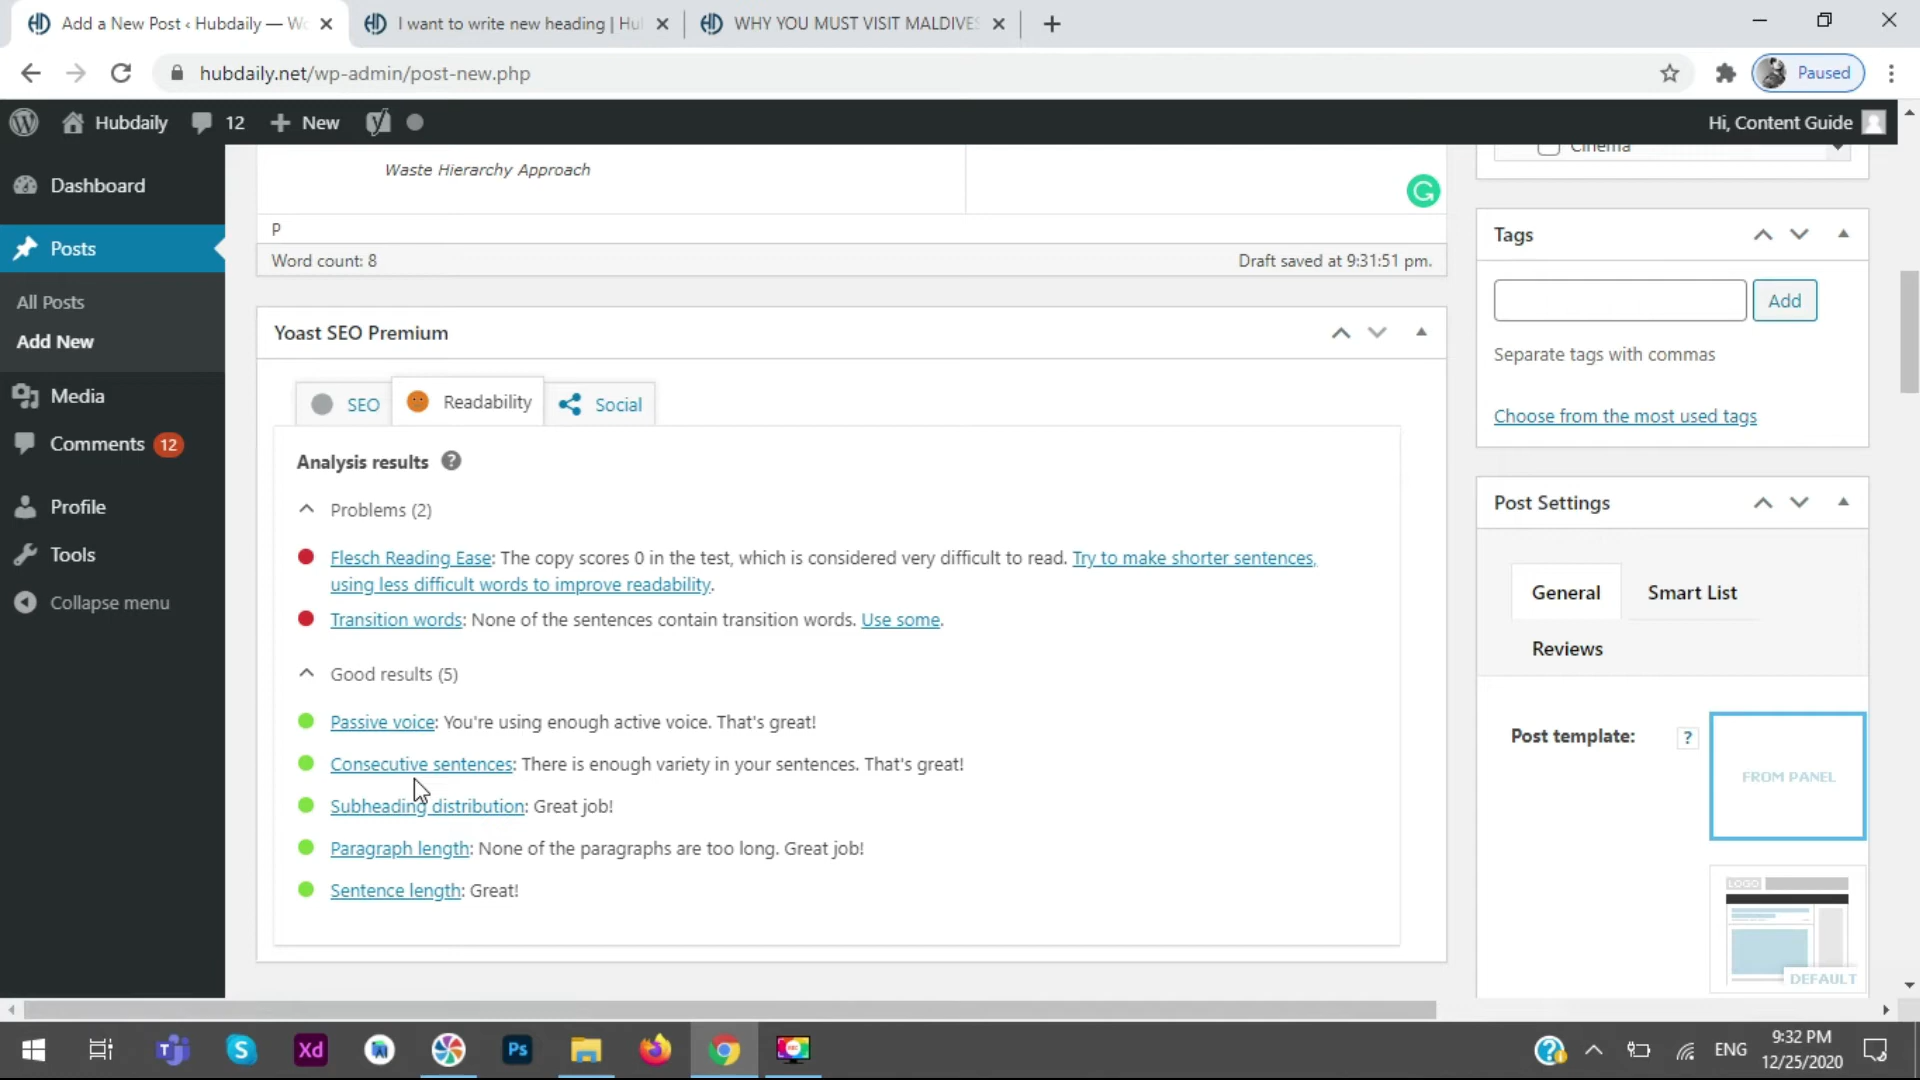 Add a New Post ‹ Hubdaily — Wo
I want to write new heading | Hu
WHY YOU MUST VISIT MALDIVES
hubdaily.net/wp-admin/post-new.php
Paused
Hubdaily
12
New
Hi, Content Guide
Dashboard
Posts
All Posts
Add New
Media
Comments 12
Profile
Tools
Collapse menu
Waste Hierarchy Approach
P
Word count: 8
Draft saved at 9:31:51 pm.
Yoast SEO Premium
SEO
Readability
Social
Analysis results
Problems (2)
Flesch Reading Ease: The copy scores 0 in the test, which is considered very difficult to read. Try to make shorter sentences,
using less difficult words to improve readability.
Transition words: None of the sentences contain transition words. Use some.
Good results (5)
Passive voice: You're using enough active voice. That's great!
Consecutive sentences: There is enough variety in your sentences. That's great!
Subheading distribution: Great job!
Paragraph length: None of the paragraphs are too long. Great job!
Sentence length: Great!
Cinema
Tags
Add
Separate tags with commas
Choose from the most used tags
Post Settings
General
Smart List
Reviews
Post template:
?
FROM PANEL
LOGO
DEFAULT
Xd
Ps
ENG
9:32 PM
12/25/2020